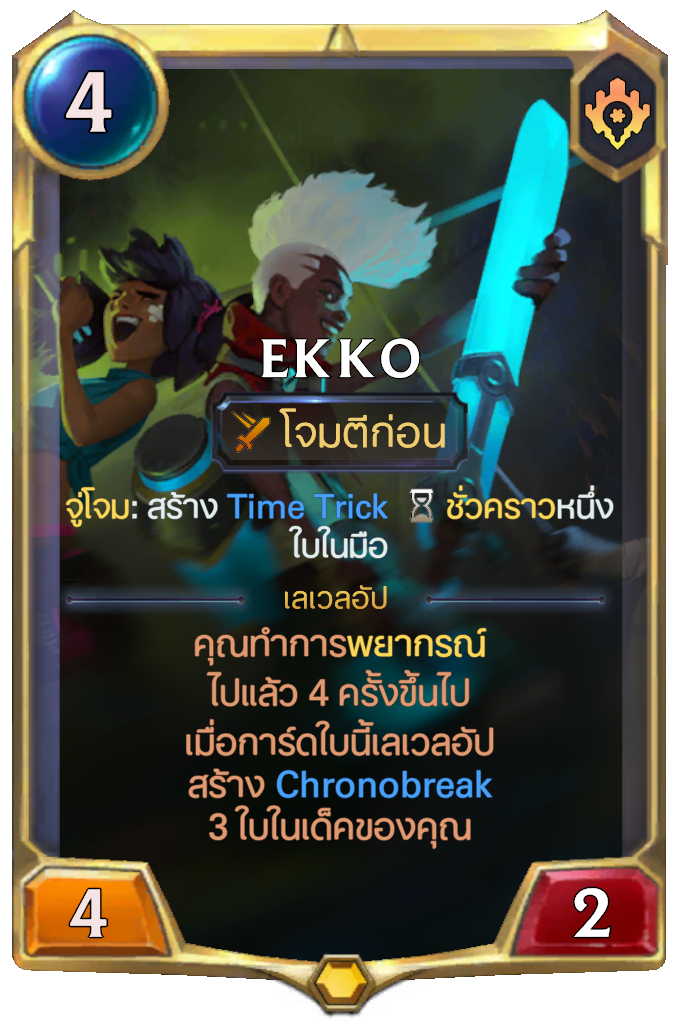 4
EKKO
โจมตีก่อน
จู่โจม: สร้าง Time Trick ชั่วคราวหนึ่ง
ใบในมือ
เลเวลอัป
คุณทำการพยากรณ์
ไปแล้ว 4 ครั้งขึ้นไป
เมื่อการ์ดใบนี้เลเวลอัป
สร้าง Chronobreak
3 ใบในเด็คของคุณ
4
2